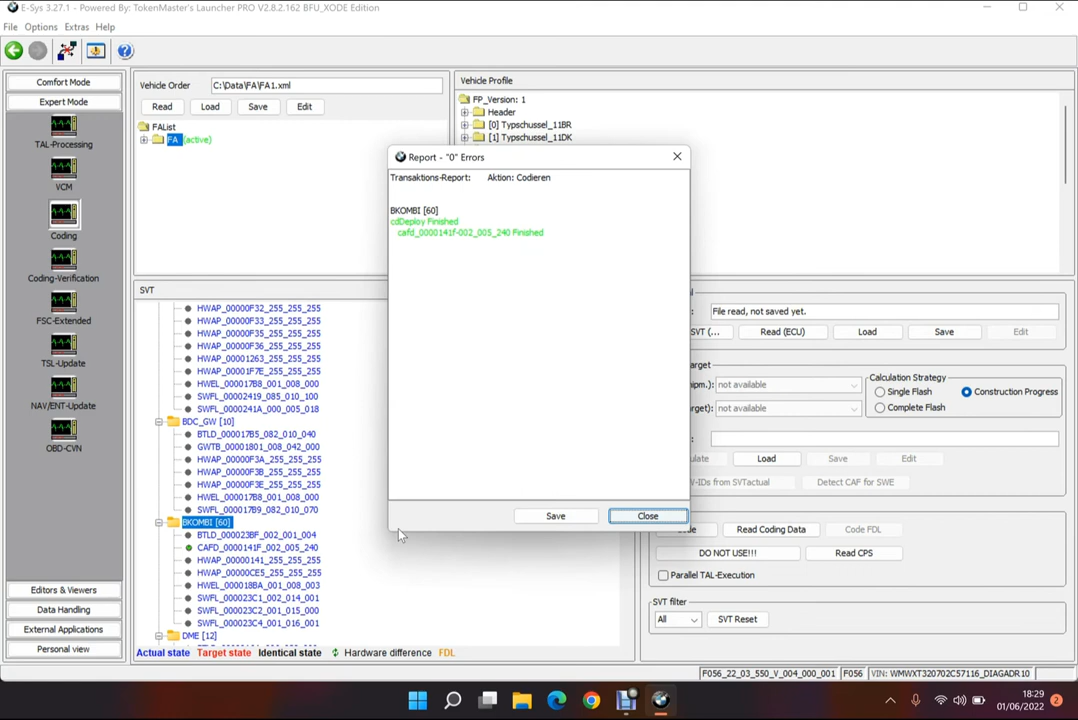 E-Sys 3.27.1 - Powered By: TokenMaster's Launcher PRO V2.8.2.162 BFU_XODE Edition
File Options Extras Help
Comfort Mode
Expert Mode
TAL-Processing
VCM
Coding
Coding-Verification
FSC-Extended
TSL-Update
NAV/ENT-Update
OBD-CVN
Editors & Viewers
Data Handling
External Applications
Personal view
Vehicle Order C:\Data\FA\FA1.xml
Read Load Save Edit
FAList
FA (active)
Vehicle Profile
FP_Version: 1
Header
[0] Typschussel_11BR
[1] Typschussel_11DK
Report - "0" Errors
Transaktions-Report: Aktion: Codieren
BKOMBI [60]
cdDeploy Finished
cafd_0000141f-002_005_240 Finished
Save Close
SVT
HWAP_00000F32_255_255_255
HWAP_00000F33_255_255_255
HWAP_00000F35_255_255_255
HWAP_00000F36_255_255_255
HWAP_00001263_255_255_255
HWAP_00001F7E_255_255_255
HWEL_000017B8_001_008_000
SWFL_00002419_085_010_100
SWFL_0000241A_000_005_018
BDC_GW [10]
BTLD_000017B5_082_010_040
GWTB_00001801_008_042_000
HWAP_00000F3A_255_255_255
HWAP_00000F3B_255_255_255
HWAP_00000F3E_255_255_255
HWEL_000017B8_001_008_000
SWFL_000017B9_082_010_070
BKOMBI [60]
BTLD_000023BF_002_001_004
CAFD_0000141F_002_005_240
HWAP_00000141_255_255_255
HWAP_00000CE5_255_255_255
HWEL_000018BA_001_008_003
SWFL_000023C1_002_014_001
SWFL_000023C2_001_015_000
SWFL_000023C4_001_016_001
DME [12]
Actual state Target state Identical state Hardware difference FDL
File read, not saved yet.
SVT (... Read (ECU) Load Save Edit
arget
ipm.): not available
arget): not available
Calculation Strategy
Single Flash Construction Progress
Complete Flash
ulate Load Save Edit
V-IDs from SVTactual Detect CAF for SWE
Read Coding Data Code FDL
DO NOT USE!!! Read CPS
Parallel TAL-Execution
SVT filter
All SVT Reset
F056_22_03_550_V_004_000_001 F056 VIN: WMWXT320702C57116_DIAGADR10
18:29
01/06/2022
2